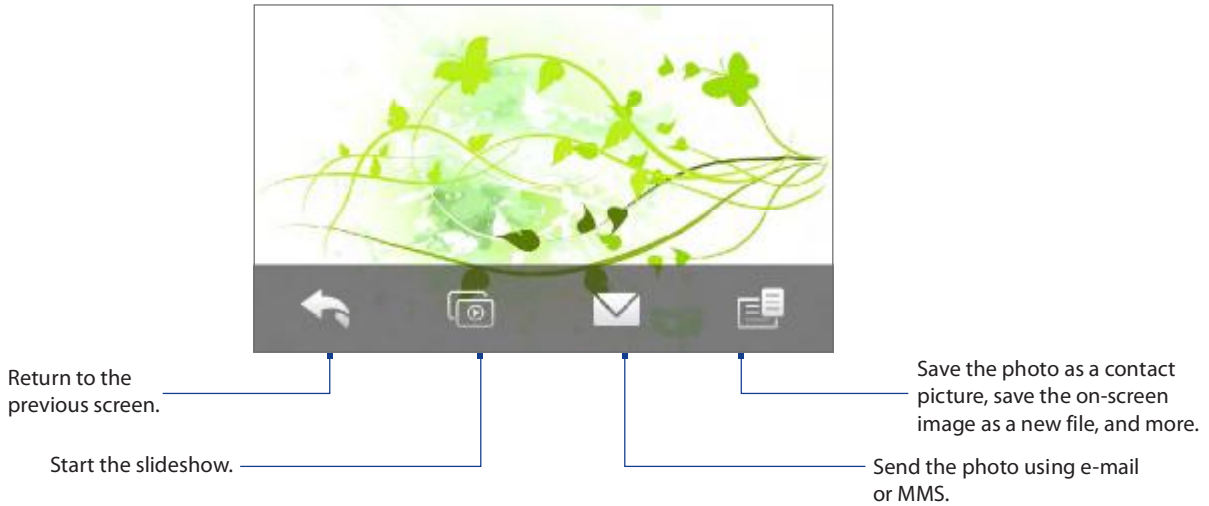 Return to the
previous screen.
Start the slideshow.
Save the photo as a contact
picture, save the on-screen
image as a new file, and more.
Send the photo using e-mail
or MMS.